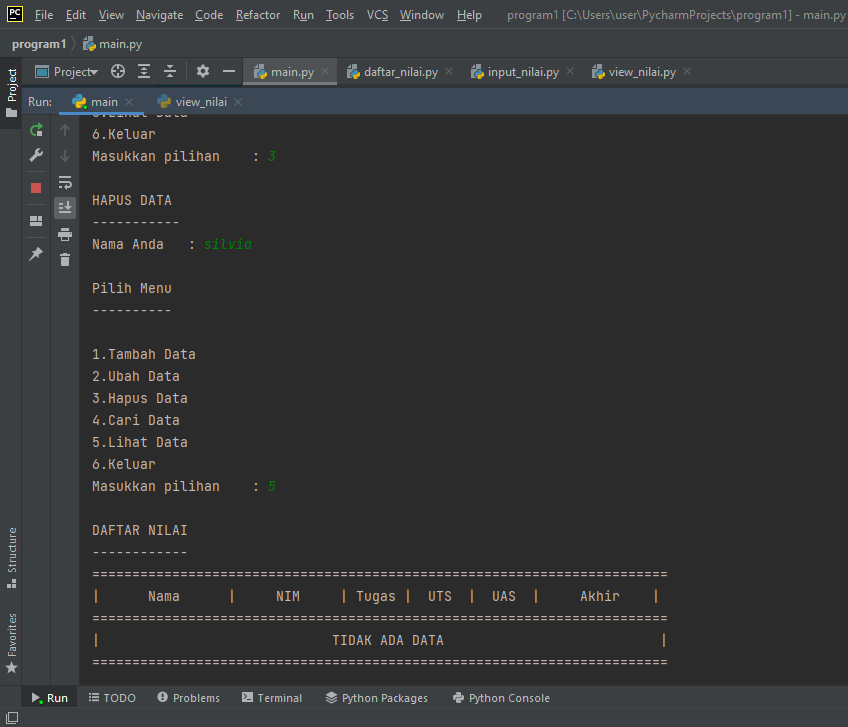 PC File Edit View Navigate Code Refactor Run Tools VCS Window Help program1 [C:\Users\user\PycharmProjects\program1] - main.py
program1 main.py
Project main.py daftar_nilai.py input_nilai.py view_nilai.py
Project
Run: main view_nilai
5.Lihat Data
6.Keluar
Masukkan pilihan    : 3
HAPUS DATA
-----------
Nama Anda   : silvia
Pilih Menu
----------
1.Tambah Data
2.Ubah Data
3.Hapus Data
4.Cari Data
5.Lihat Data
6.Keluar
Masukkan pilihan    : 5
DAFTAR NILAI
------------
========================================================================
|      Nama      |     NIM     | Tugas |  UTS  |  UAS  |     Akhir    |
========================================================================
|                             TIDAK ADA DATA                           |
========================================================================
Structure
Favorites
Run TODO Problems Terminal Python Packages Python Console